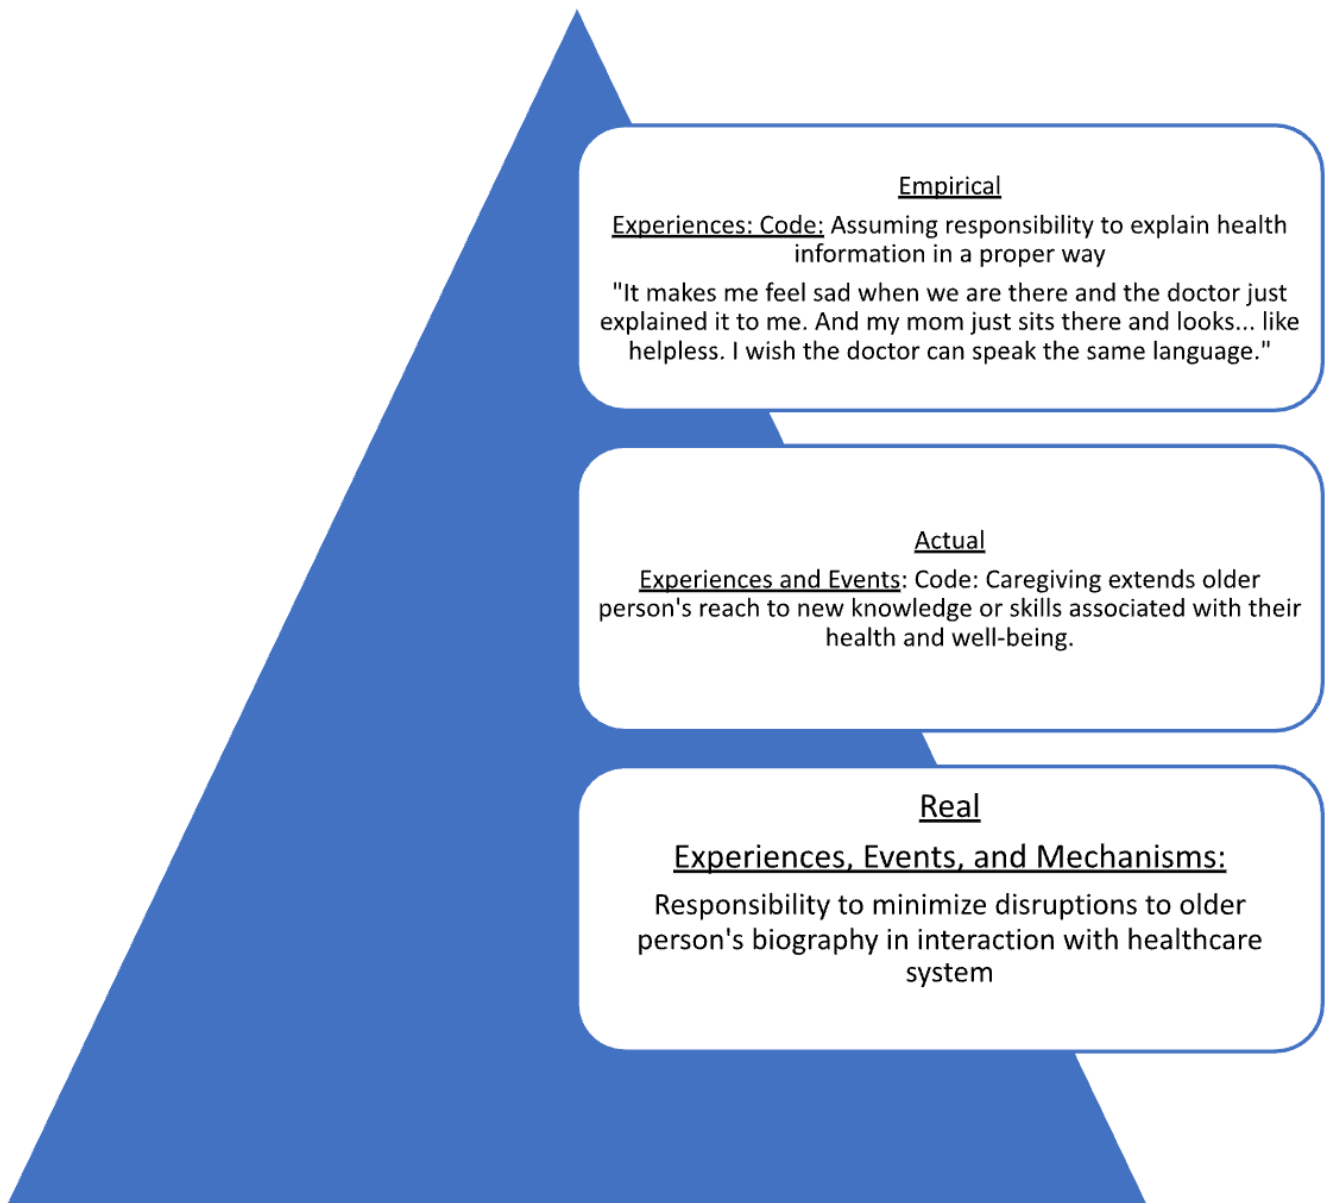 Empirical
Experiences: Code: Assuming responsibility to explain health
information in a proper way
"It makes me feel sad when we are there and the doctor just
explained it to me. And my mom just sits there and looks... like
helpless. I wish the doctor can speak the same language."
Actual
Experiences and Events: Code: Caregiving extends older
person's reach to new knowledge or skills associated with their
health and well-being.
Real
Experiences, Events, and Mechanisms:
Responsibility to minimize disruptions to older
person's biography in interaction with healthcare
system